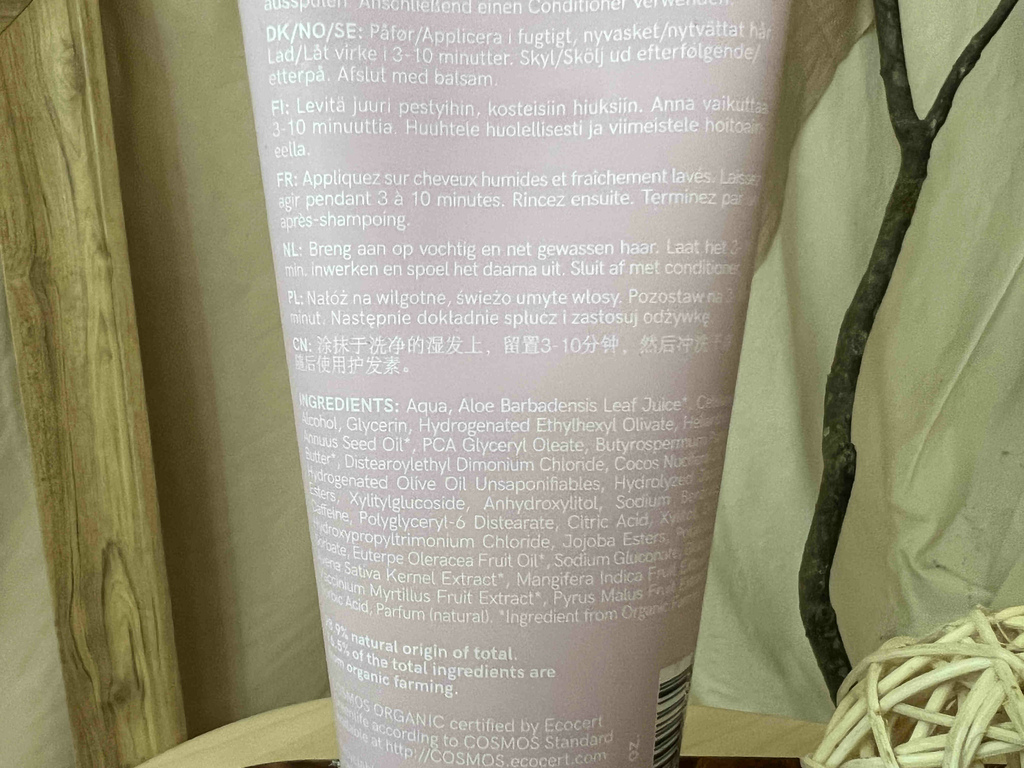 ausspülen. Anschließend einen Conditioner verwenden.
DK/NO/SE: Påfør/Applicera i fugtigt, nyvasket/nytvättat hår
Lad/Låt virke i 3-10 minutter. Skyl/Skölj ud efterfølgende/
etterpå. Afslut med balsam.
FI: Levitä juuri pestyihin, kosteisiin hiuksiin. Anna vaikuttaa
3-10 minuuttia. Huuhtele huolellisesti ja viimeistele hoitoain
eella.
FR: Appliquez sur cheveux humides et fraîchement lavés. Laissez
agir pendant 3 à 10 minutes. Rincez ensuite. Terminez par
après-shampoing.
NL: Breng aan op vochtig en net gewassen haar. Laat het 3-
min. inwerken en spoel het daarna uit. Sluit af met conditioner
PL: Nałóż na wilgotne, świeżo umyte włosy. Pozostaw na 3
minut. Następnie dokładnie spłucz i zastosuj odżywkę.
CN: 涂抹于洗净的湿发上，留置3-10分钟，然后冲洗干
随后使用护发素。
INGREDIENTS: Aqua, Aloe Barbadensis Leaf Juice*,
Alcohol, Glycerin, Hydrogenated Ethylhexyl Olivate,
Annuus Seed Oil*, PCA Glyceryl Oleate, Butyrospermum
Butter*, Distearoylethyl Dimonium Chloride, Cocos
Hydrogenated Olive Oil Unsaponifiables, Hydrolyzed
Esters, Xylitylglucoside, Anhydroxylitol, Sodium
Caffeine, Polyglyceryl-6 Distearate, Citric Acid, Xylitol,
Hydroxypropyltrimonium Chloride, Jojoba Esters,
Euterpe Oleracea Fruit Oil*, Sodium Gluconate,
Sativa Kernel Extract*, Mangifera Indica Fruit
Myrtillus Fruit Extract*, Pyrus Malus Fruit
Acid, Parfum (natural). *Ingredient from Organic
natural origin of total.
of the total ingredients are
organic farming.
COSMOS ORGANIC certified by Ecocert
according to COSMOS Standard
at http://COSMOS.ecocert.com
oz.